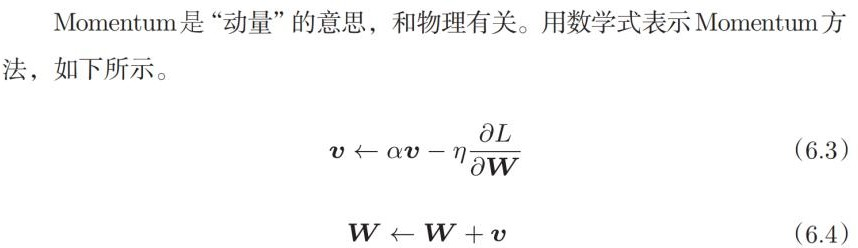 Momentum是“动量”的意思，和物理有关。用数学式表示Momentum方
法，如下所示。
v ← αv − η ∂L/∂W (6.3)
W ← W + v (6.4)